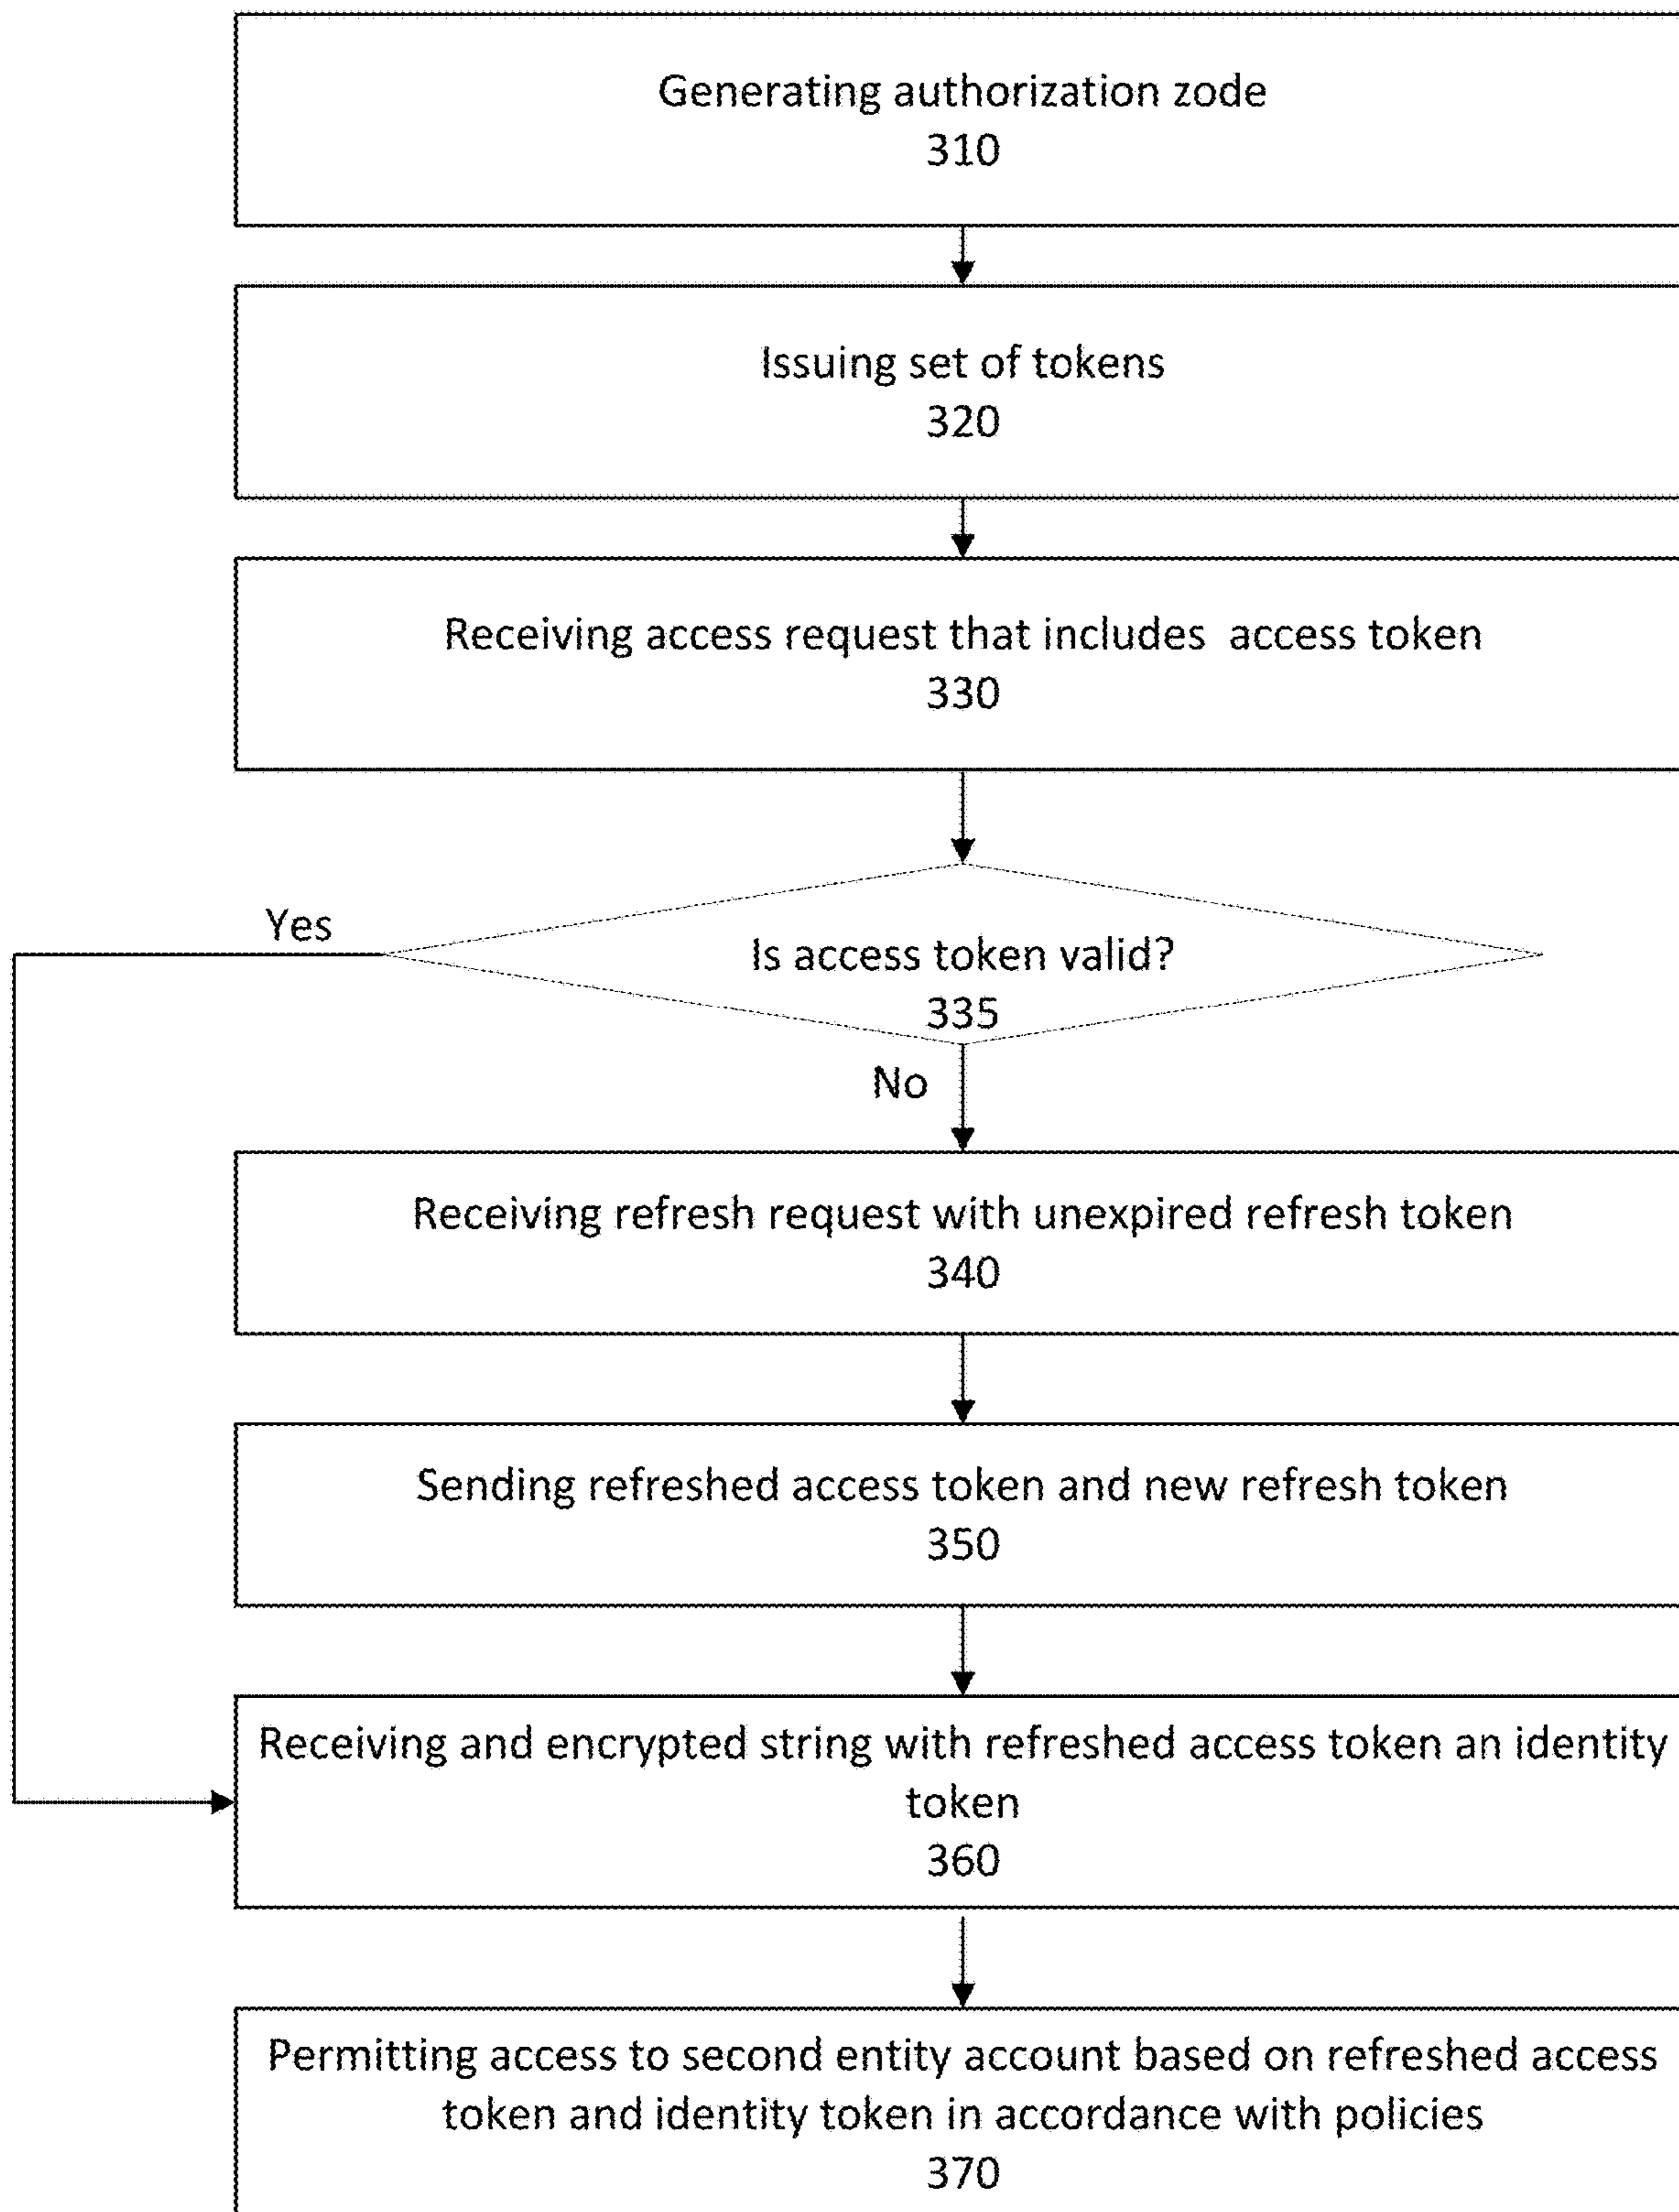 Generating authorization zode
310
Issuing set of tokens
320
Receiving access request that includes access token
330
Yes
Is access token valid?
335
No
Receiving refresh request with unexpired refresh token
340
Sending refreshed access token and new refresh token
350
Receiving and encrypted string with refreshed access token an identity
token
360
Permitting access to second entity account based on refreshed access
token and identity token in accordance with policies
370